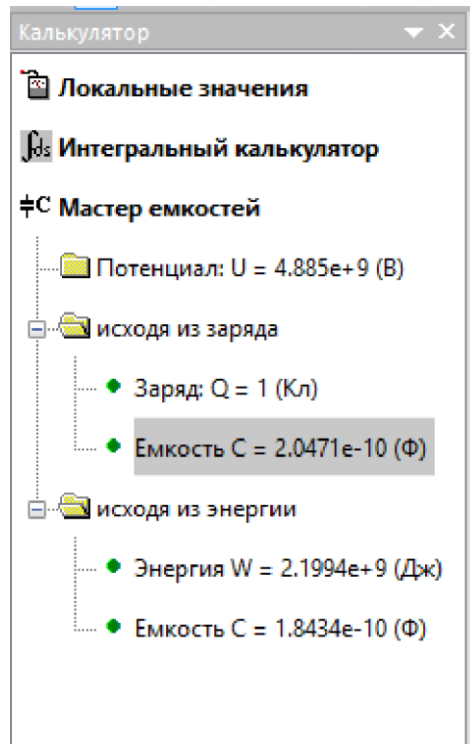 Калькулятор
Локальные значения
∫ds Интегральный калькулятор
C Мастер емкостей
Потенциал: U = 4.885e+9 (В)
исходя из заряда
Заряд: Q = 1 (Кл)
Емкость C = 2.0471e-10 (Ф)
исходя из энергии
Энергия W = 2.1994e+9 (Дж)
Емкость C = 1.8434e-10 (Ф)